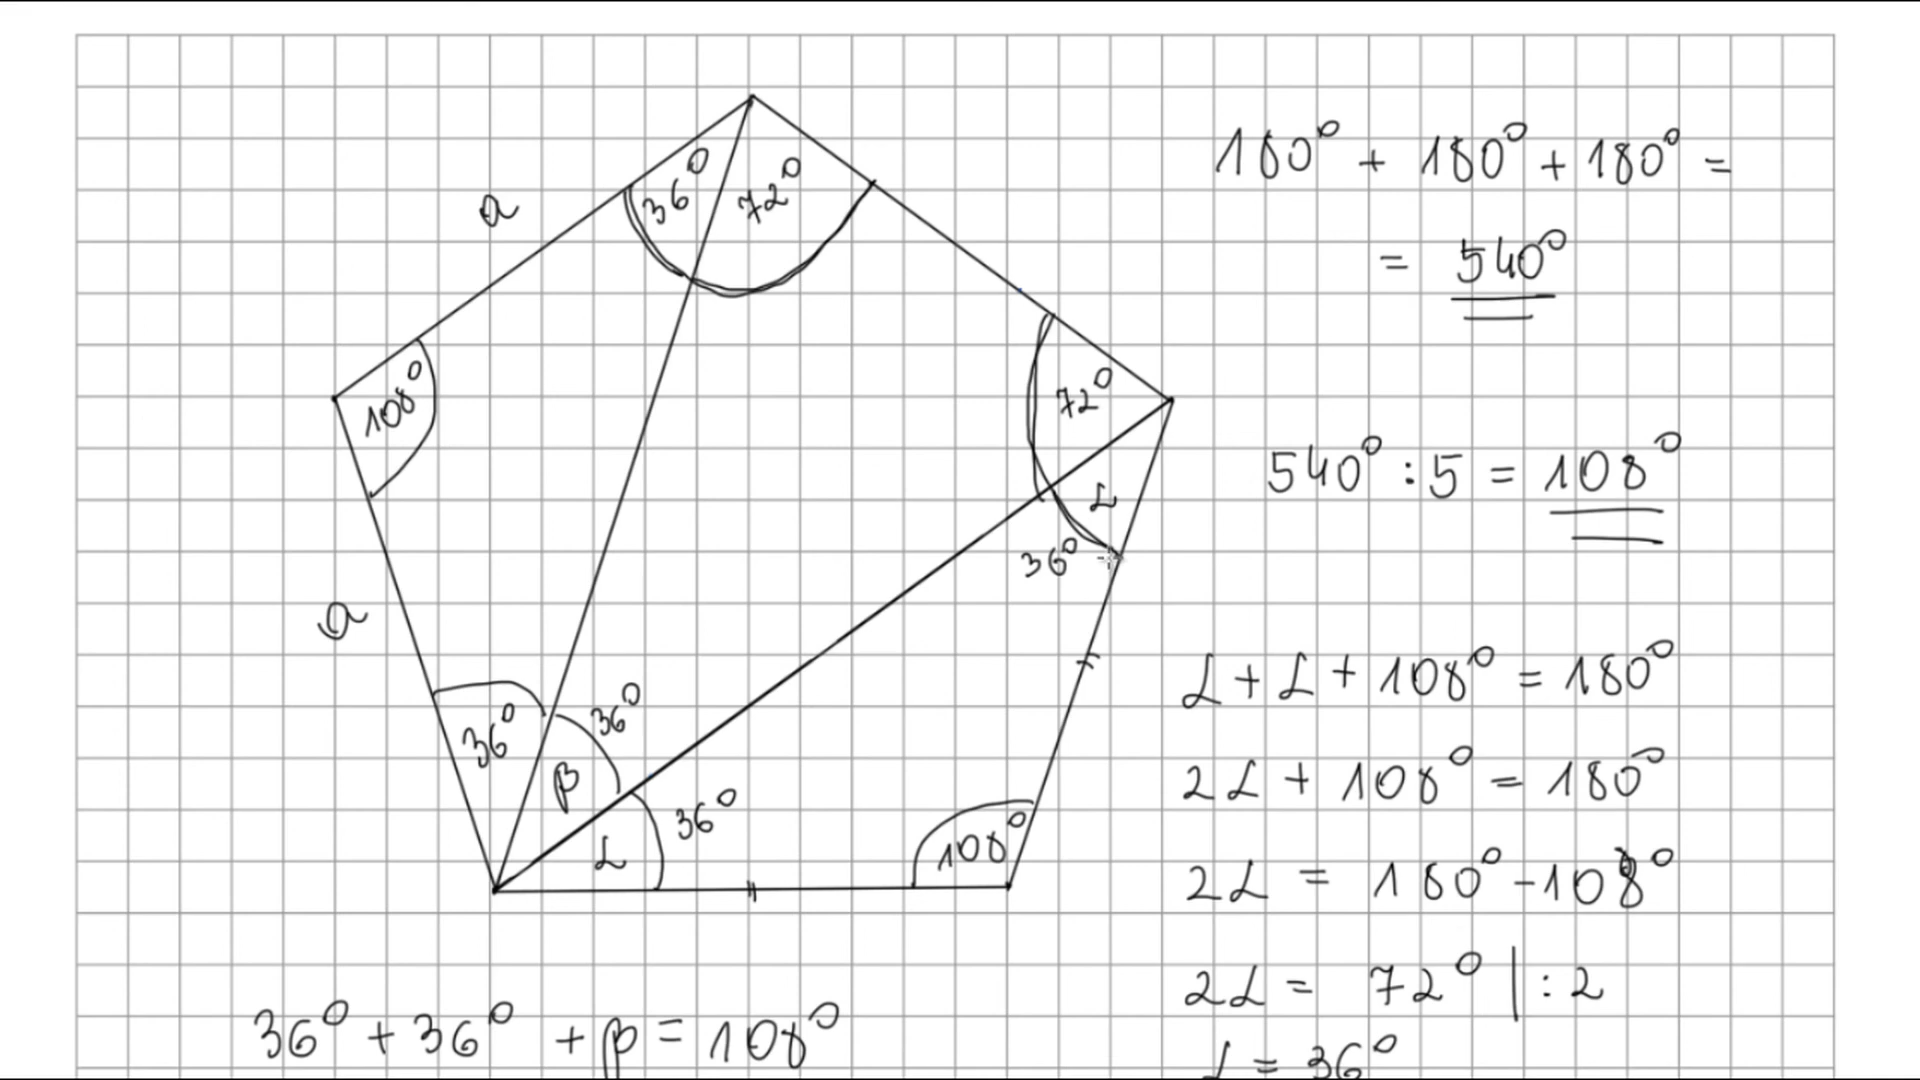 180° + 180° + 180° =
= 540°
540° : 5 = 108°
a
36° 72°
108°
72°
α
36°
a
36°
36°
β
36°
α
108°
α + α + 108° = 180°
2α + 108° = 180°
2α = 180° - 108°
2α = 72° | : 2
α = 36°
36° + 36° + β = 108°